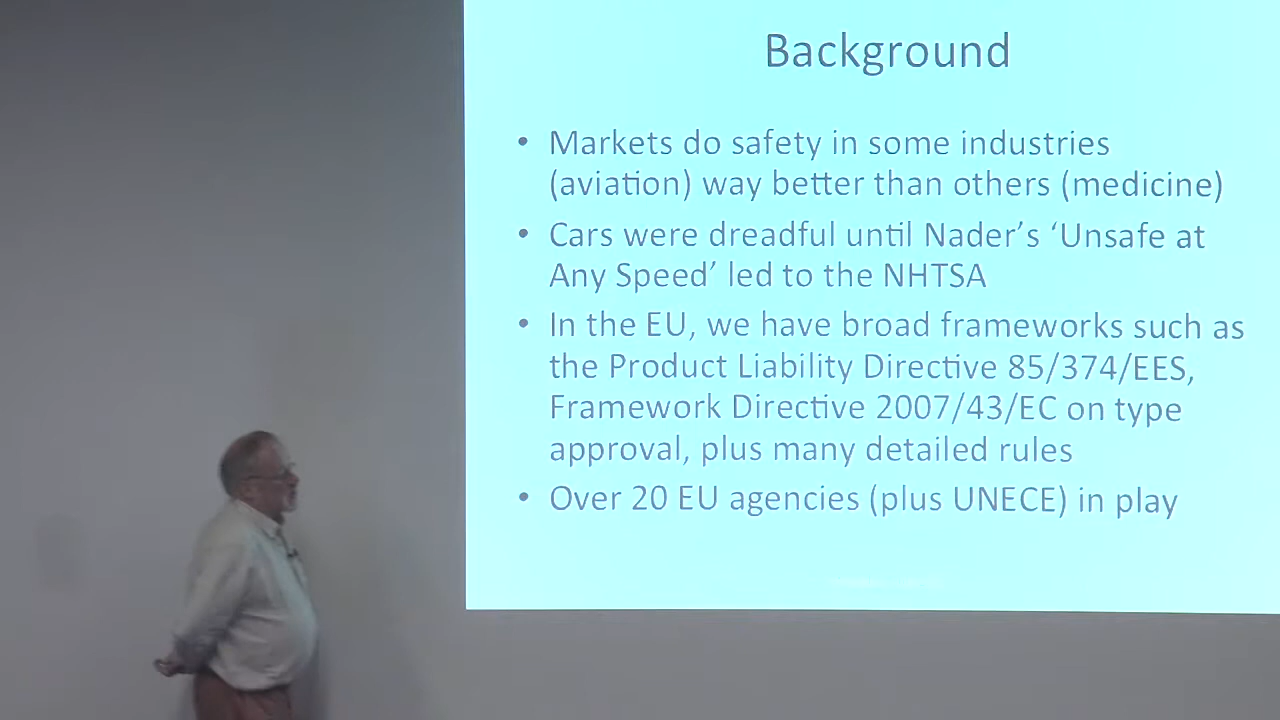 Background
• Markets do safety in some industries
(aviation) way better than others (medicine)
• Cars were dreadful until Nader's ‘Unsafe at
Any Speed’ led to the NHTSA
• In the EU, we have broad frameworks such as
the Product Liability Directive 85/374/EES,
Framework Directive 2007/43/EC on type
approval, plus many detailed rules
• Over 20 EU agencies (plus UNECE) in play